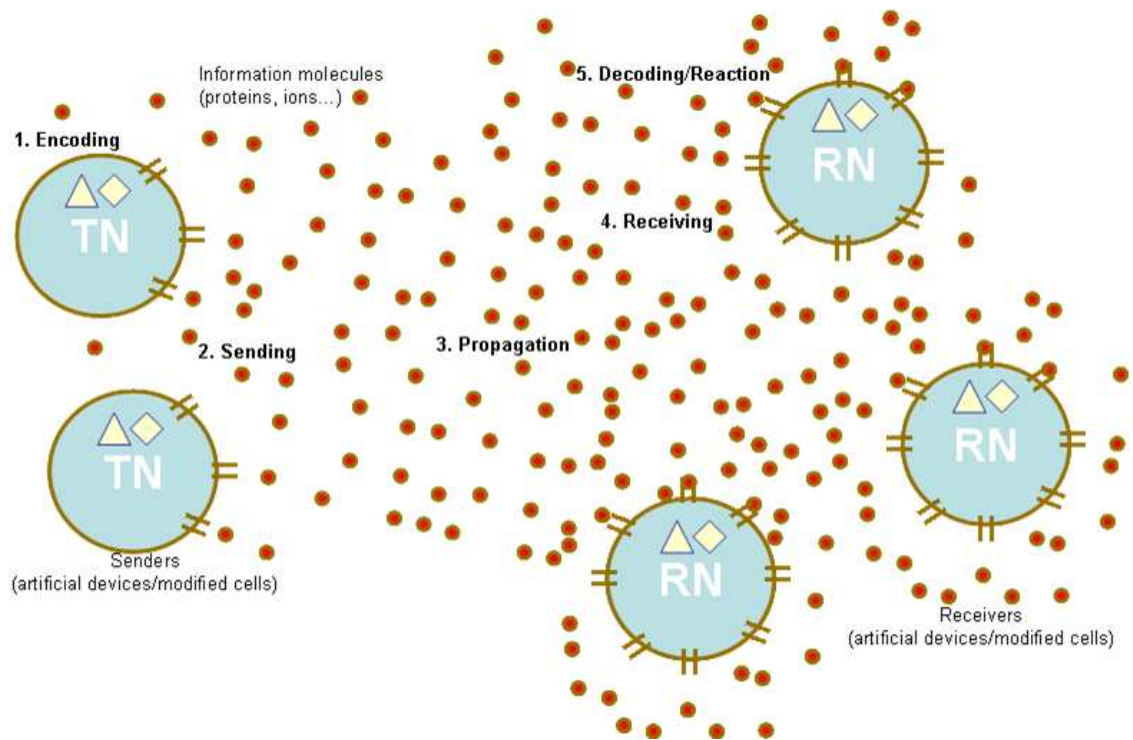 Information molecules
(proteins, ions...)
5. Decoding/Reaction
1. Encoding
TN
RN
4. Receiving
2. Sending
3. Propagation
TN
RN
RN
Senders
(artificial devices/modified cells)
Receivers
(artificial devices/modified cells)